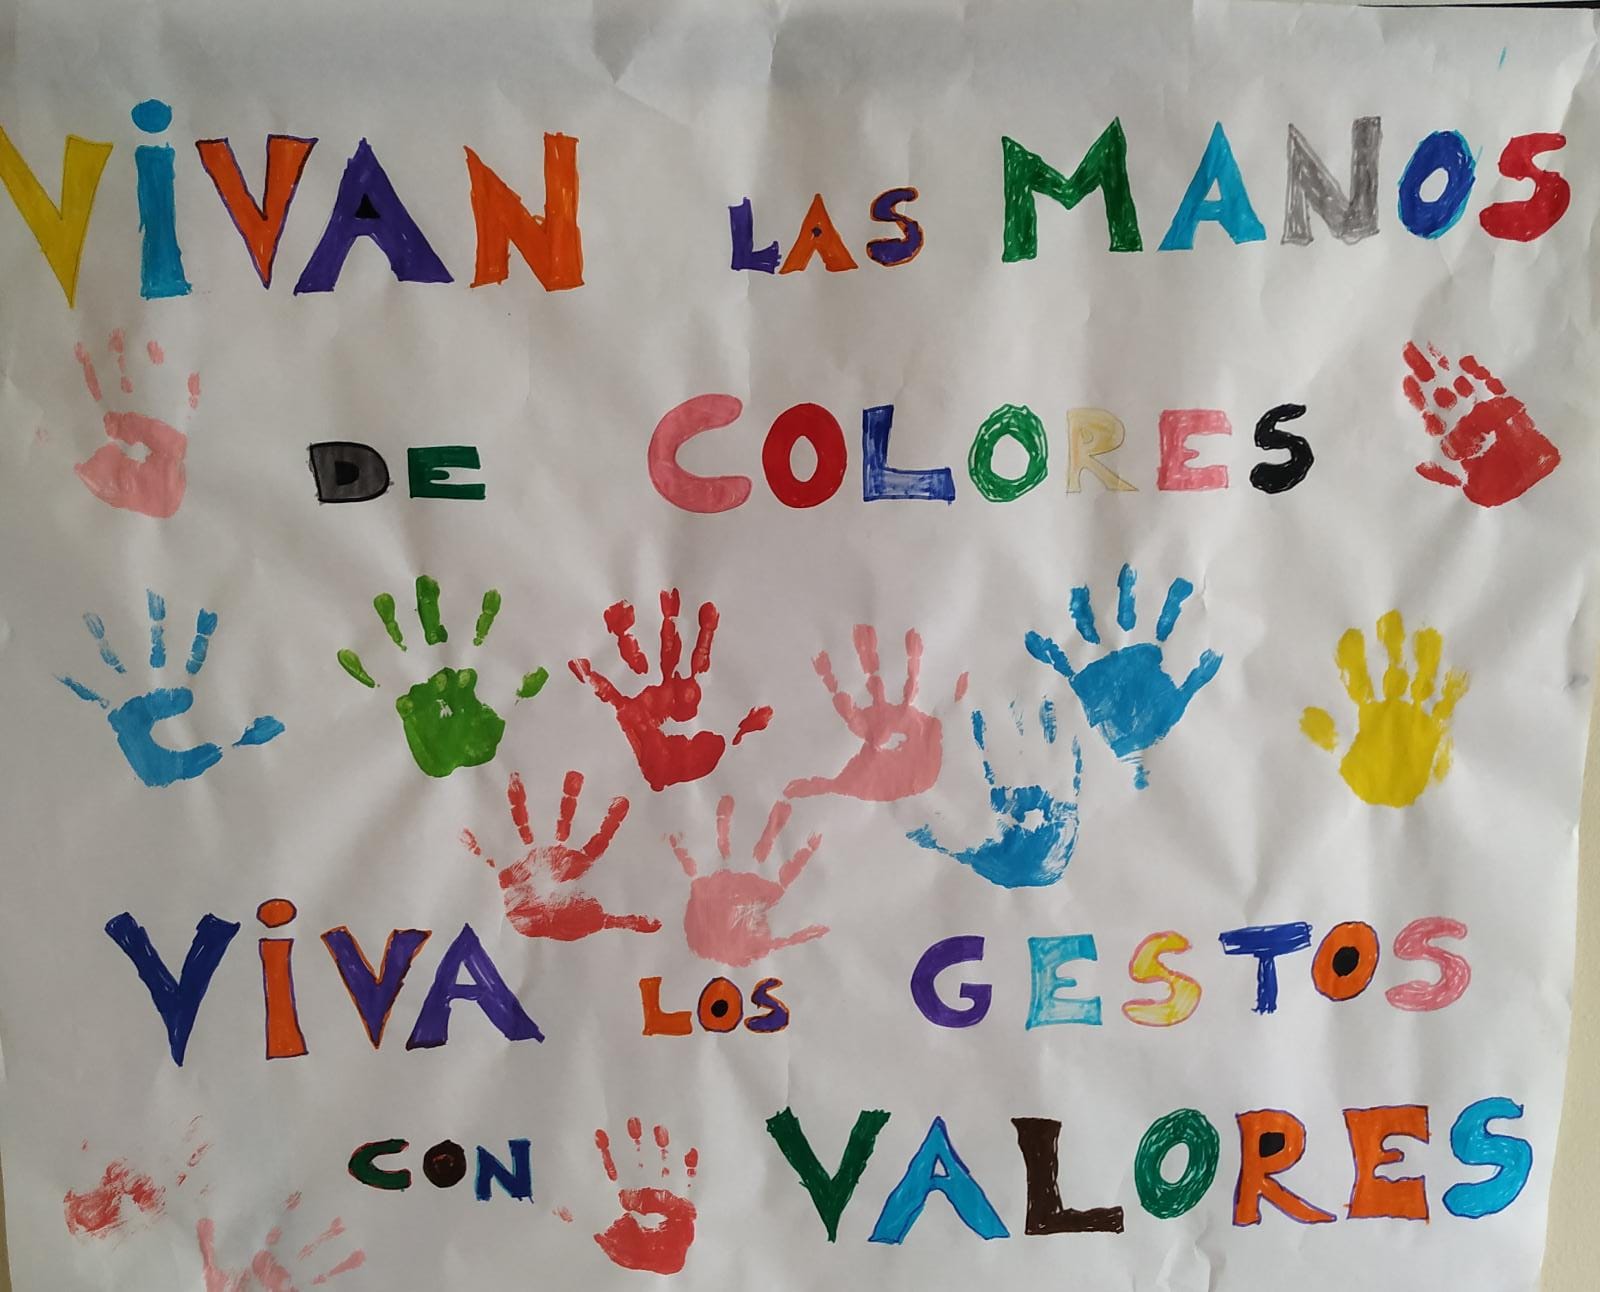 ViVAN LAS MANOS
DE COLORES
ViVA LOS GESTOS
CON VALORES